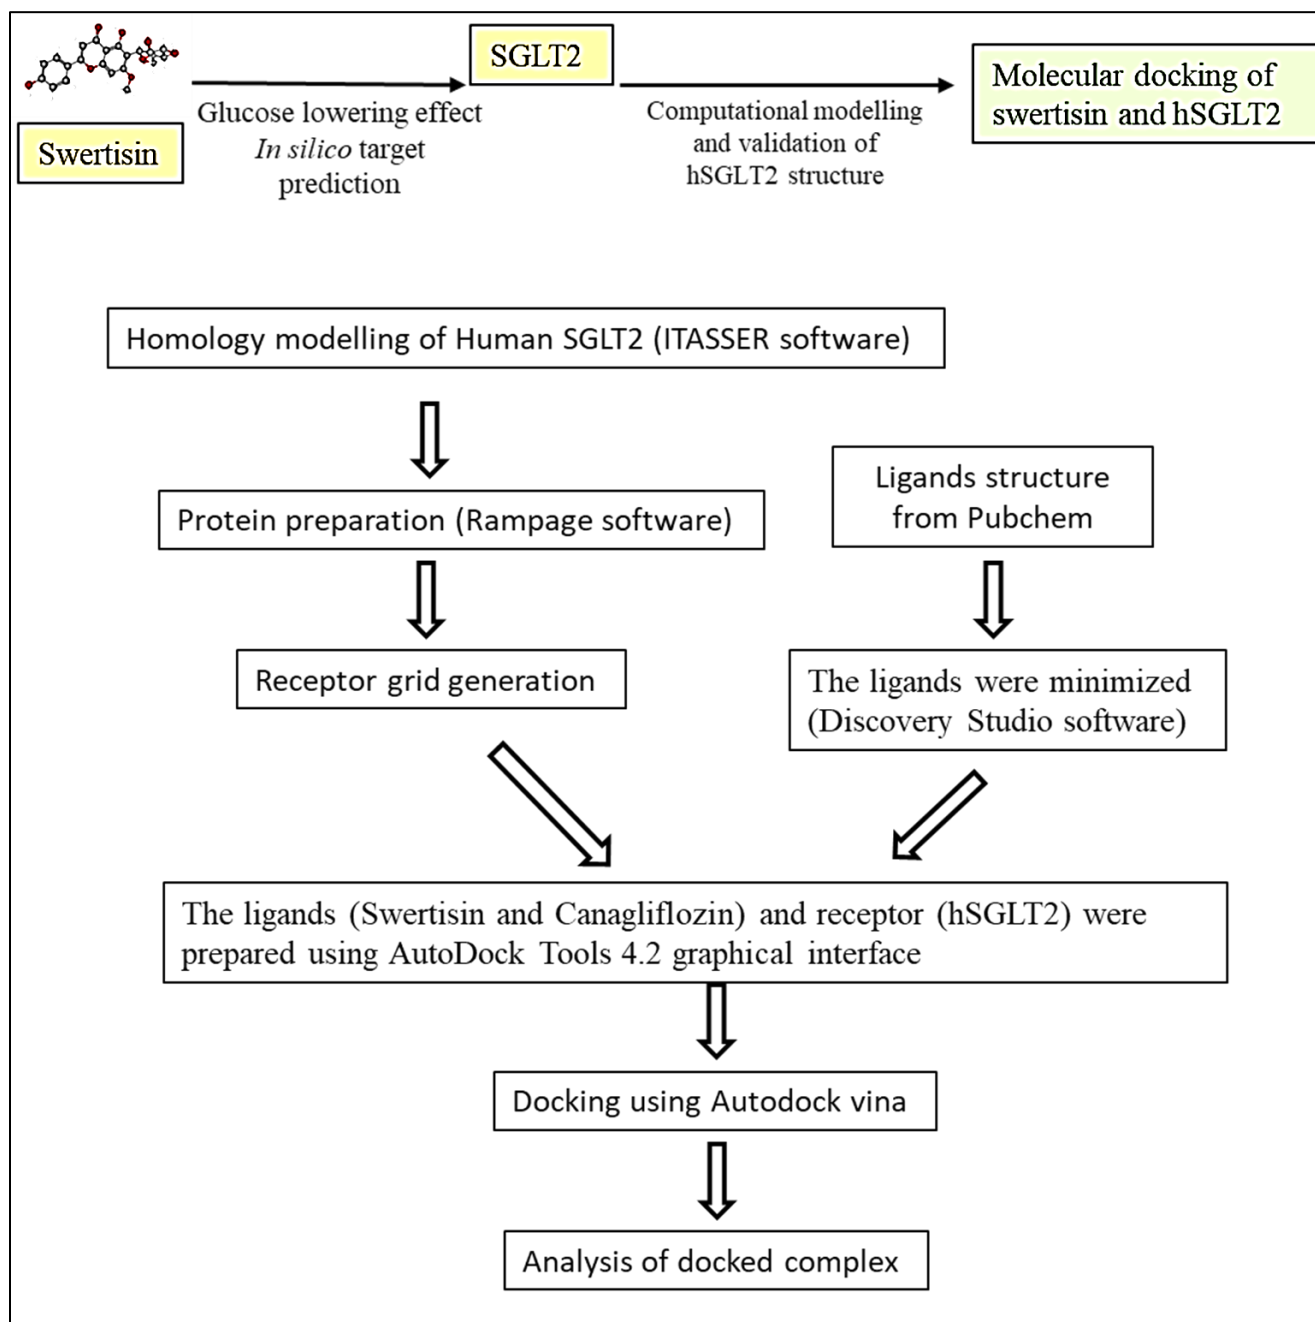 Swertisin
Glucose lowering effect
In silico target
prediction
SGLT2
Computational modelling
and validation of
hSGLT2 structure
Molecular docking of
swertisin and hSGLT2
Homology modelling of Human SGLT2 (ITASSER software)
Protein preparation (Rampage software)
Receptor grid generation
Ligands structure
from Pubchem
The ligands were minimized
(Discovery Studio software)
The ligands (Swertisin and Canagliflozin) and receptor (hSGLT2) were
prepared using AutoDock Tools 4.2 graphical interface
Docking using Autodock vina
Analysis of docked complex